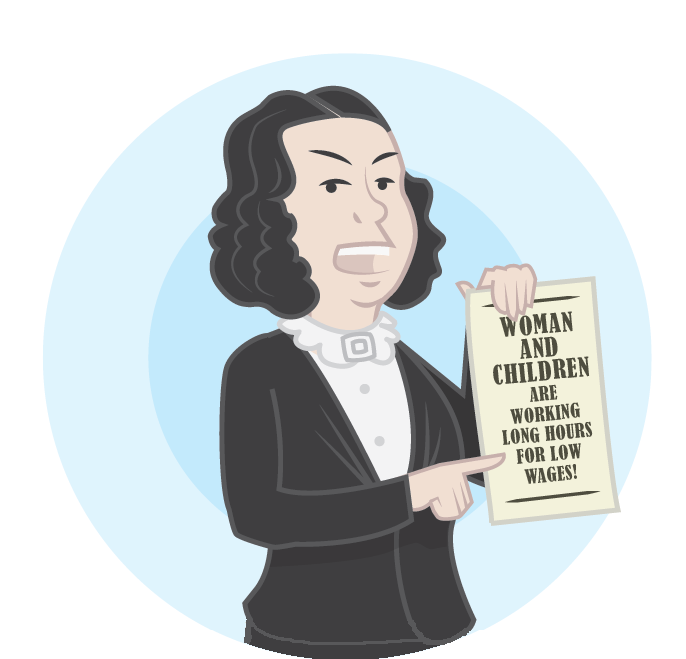 WOMAN
AND
CHILDREN
ARE
WORKING
LONG HOURS
FOR LOW
WAGES!